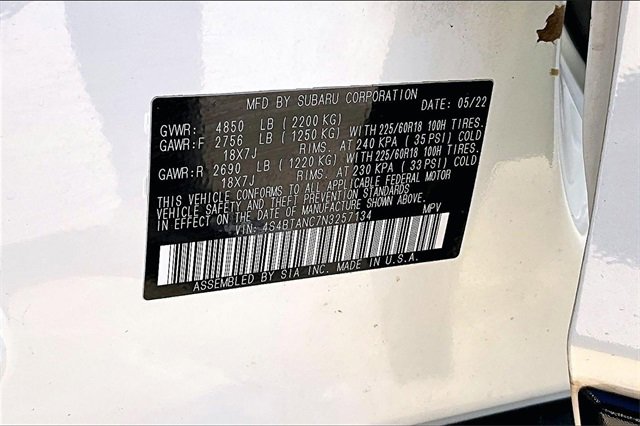 MFD BY SUBARU CORPORATION DATE: 05/22
GVWR: 4850 LB ( 2200 KG)
GAWR:F 2756 LB ( 1250 KG) WITH 225/60R18 100H TIRES.
18X7J RIMS. AT 240 KPA ( 35 PSI) COLD
GAWR:R 2690 LB ( 1220 KG) WITH 225/60R18 100H TIRES.
18X7J RIMS. AT 230 KPA ( 33 PSI) COLD
THIS VEHICLE CONFORMS TO ALL APPLICABLE FEDERAL MOTOR
VEHICLE SAFETY AND THEFT PREVENTION STANDARDS
IN EFFECT ON THE DATE OF MANUFACTURE SHOWN ABOVE.
VIN: 4S4BTANC7N3257134 MPV
ASSEMBLED BY SIA INC. MADE IN U.S.A.